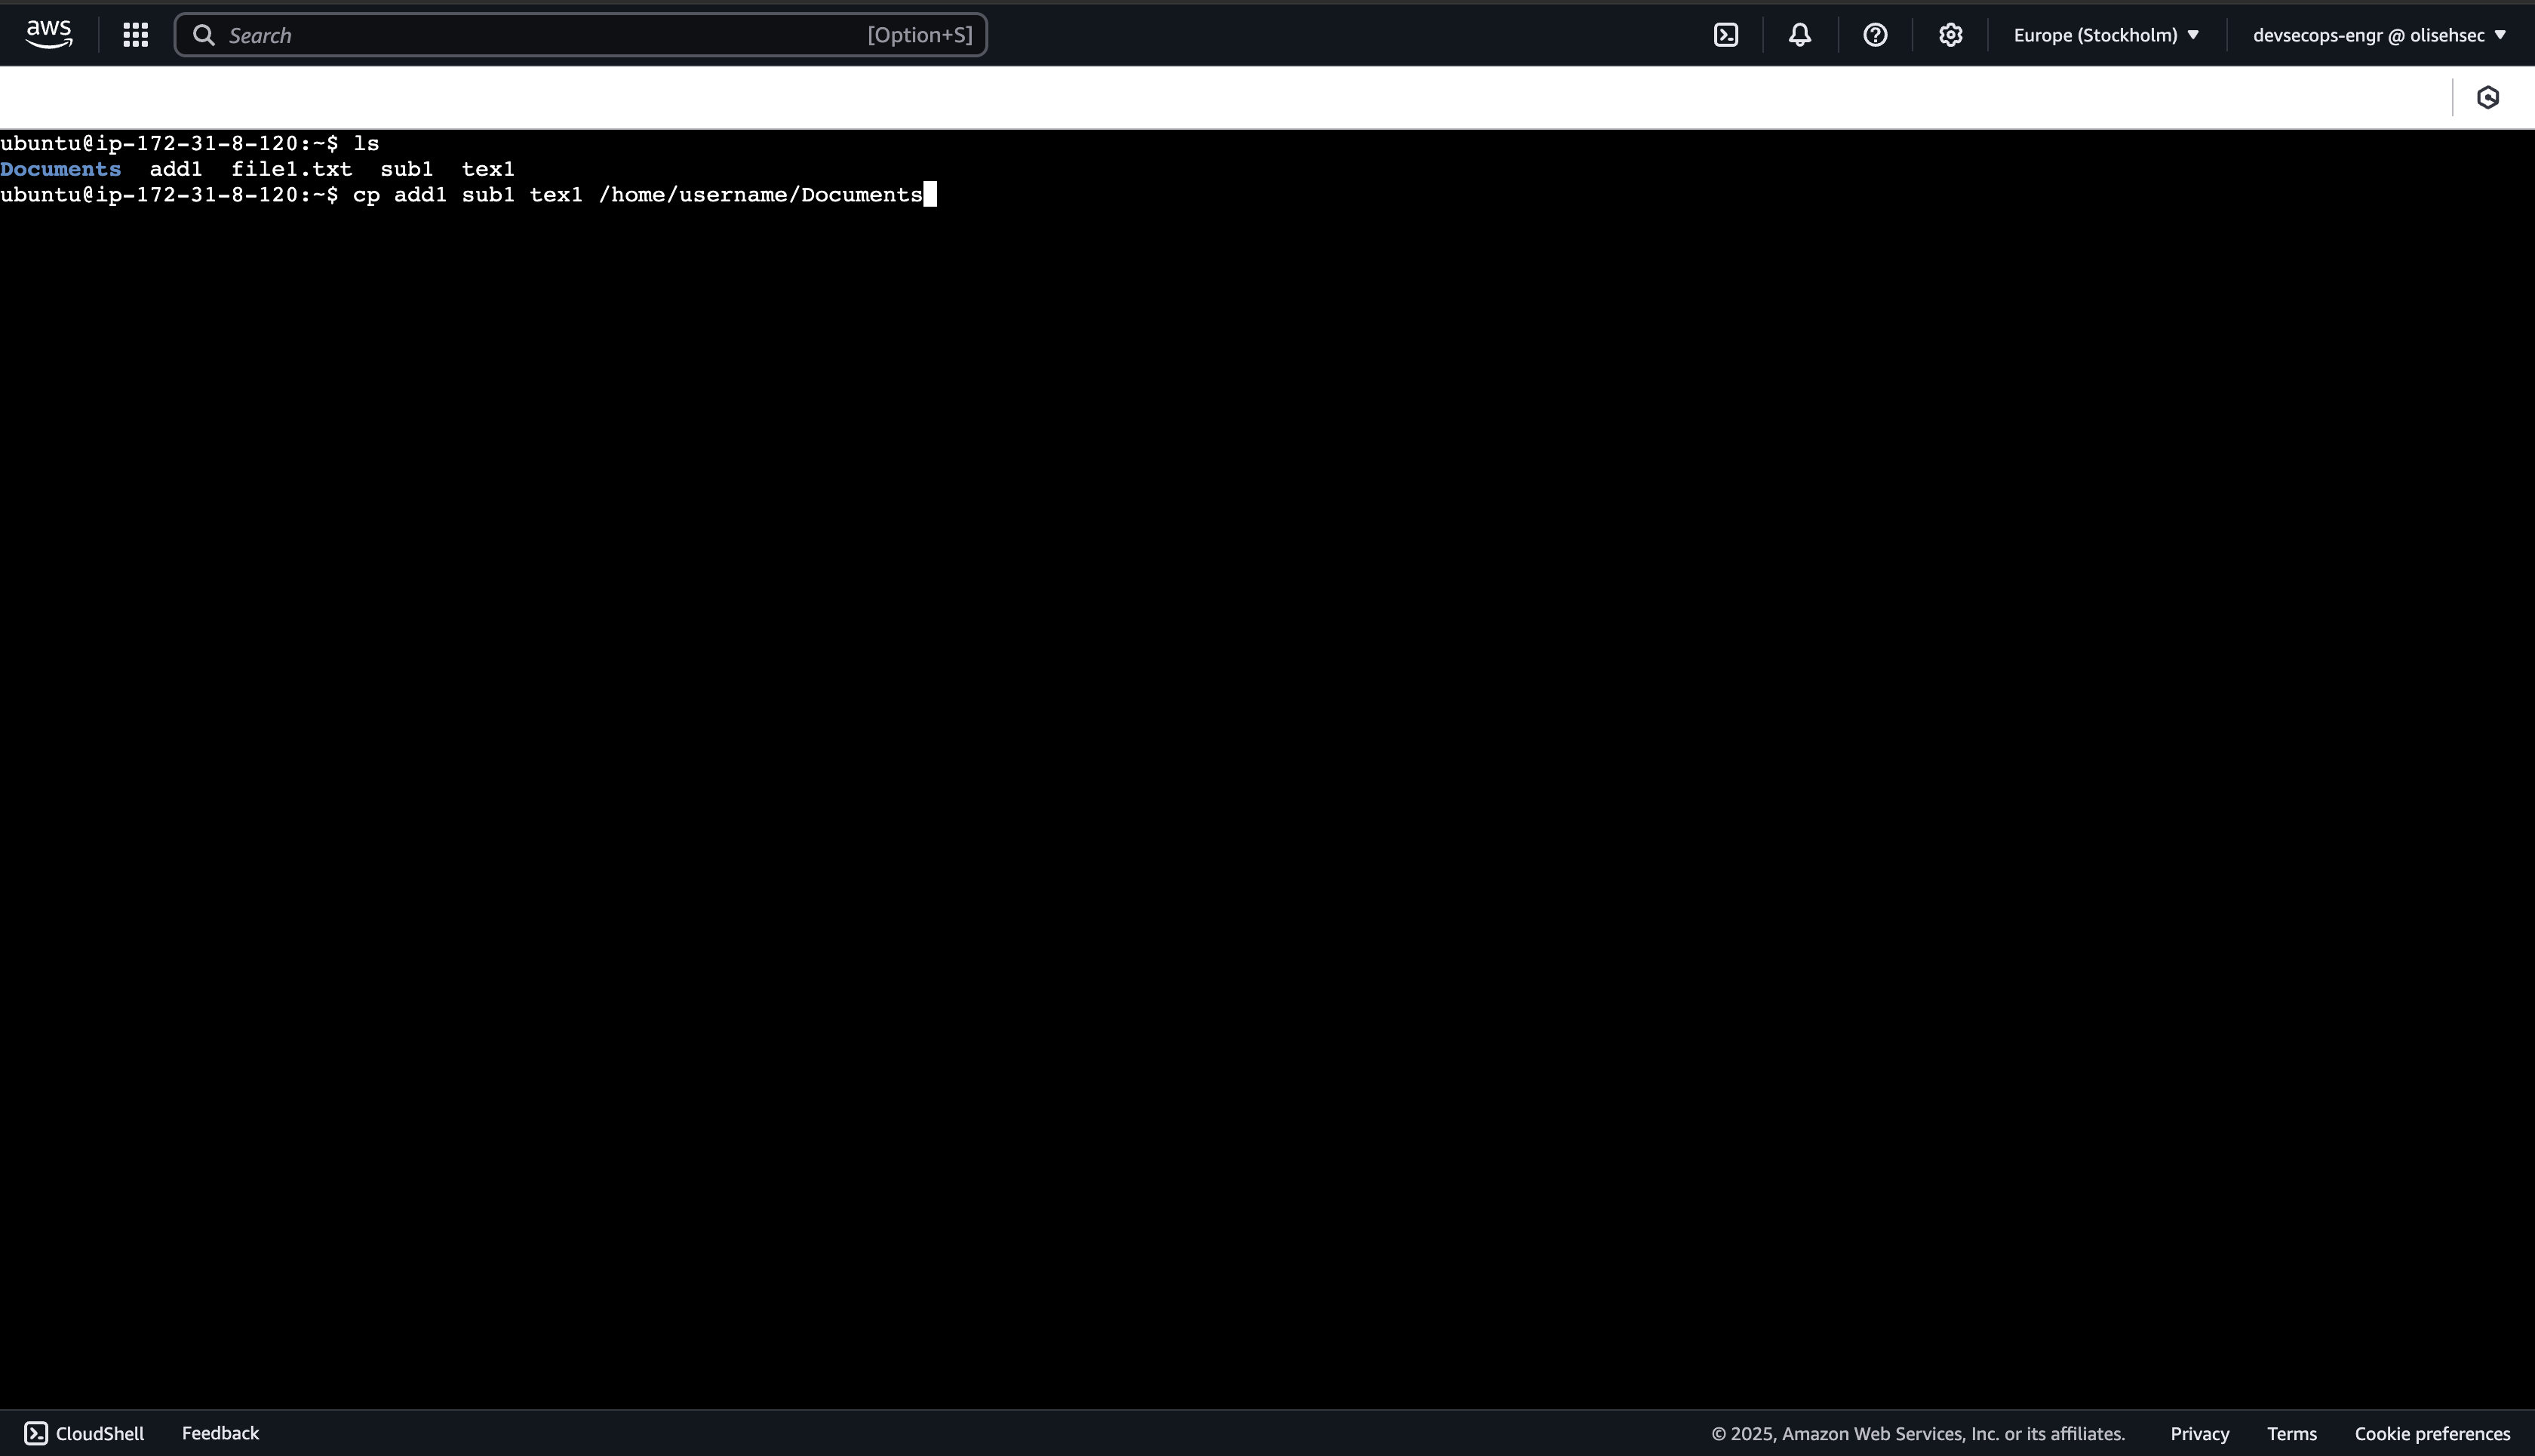 aws
Search [Option+S] Europe (Stockholm) devsecops-engr @ olisehsec
ubuntu@ip-172-31-8-120:~$ ls
Documents  add1  file1.txt  sub1  tex1
ubuntu@ip-172-31-8-120:~$ cp add1 sub1 tex1 /home/username/Documents
CloudShell Feedback © 2025, Amazon Web Services, Inc. or its affiliates. Privacy Terms Cookie preferences